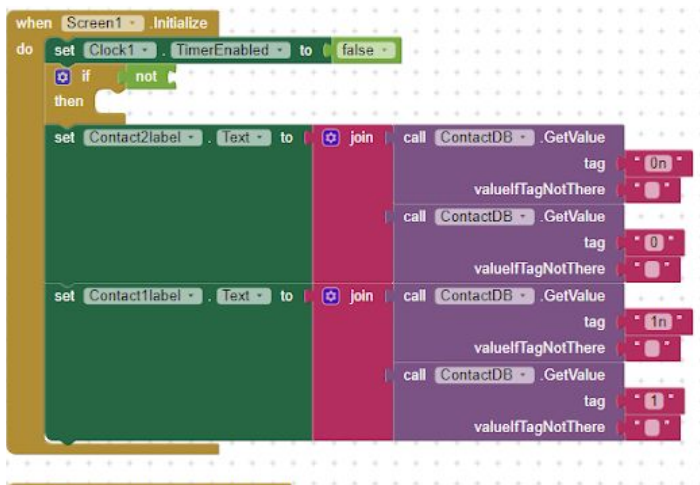 when Screen1 .Initialize
do set Clock1 . TimerEnabled to false
if not
then
set Contact2label . Text to join call ContactDB .GetValue
tag " 0n "
valueIfTagNotThere " "
call ContactDB .GetValue
tag " 0 "
valueIfTagNotThere " "
set Contact1label . Text to join call ContactDB .GetValue
tag " 1n "
valueIfTagNotThere " "
call ContactDB .GetValue
tag " 1 "
valueIfTagNotThere " "